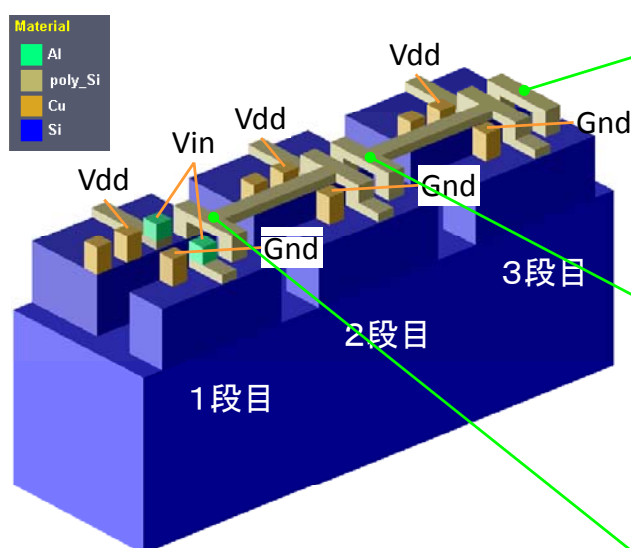 Material
Al
poly_Si
Cu
Si
Vdd
Vdd
Vin
Vdd
Gnd
Gnd
Gnd
1段目
2段目
3段目